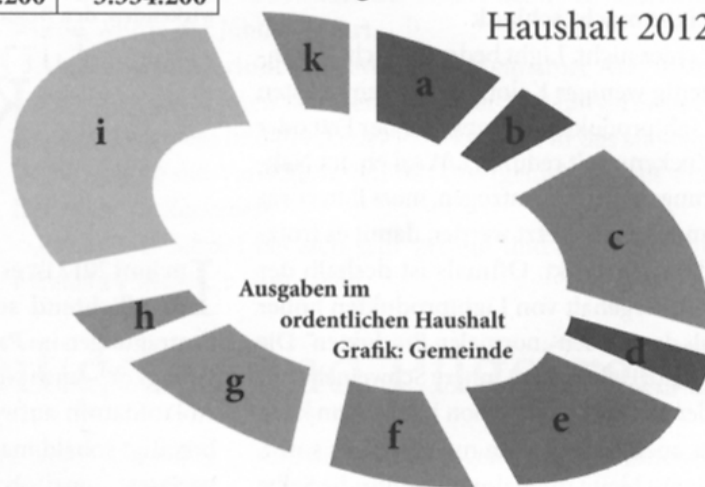 Haushalt 2012
k
a
b
i
c
Ausgaben im
ordentlichen Haushalt
Grafik: Gemeinde
h
d
g
f
e